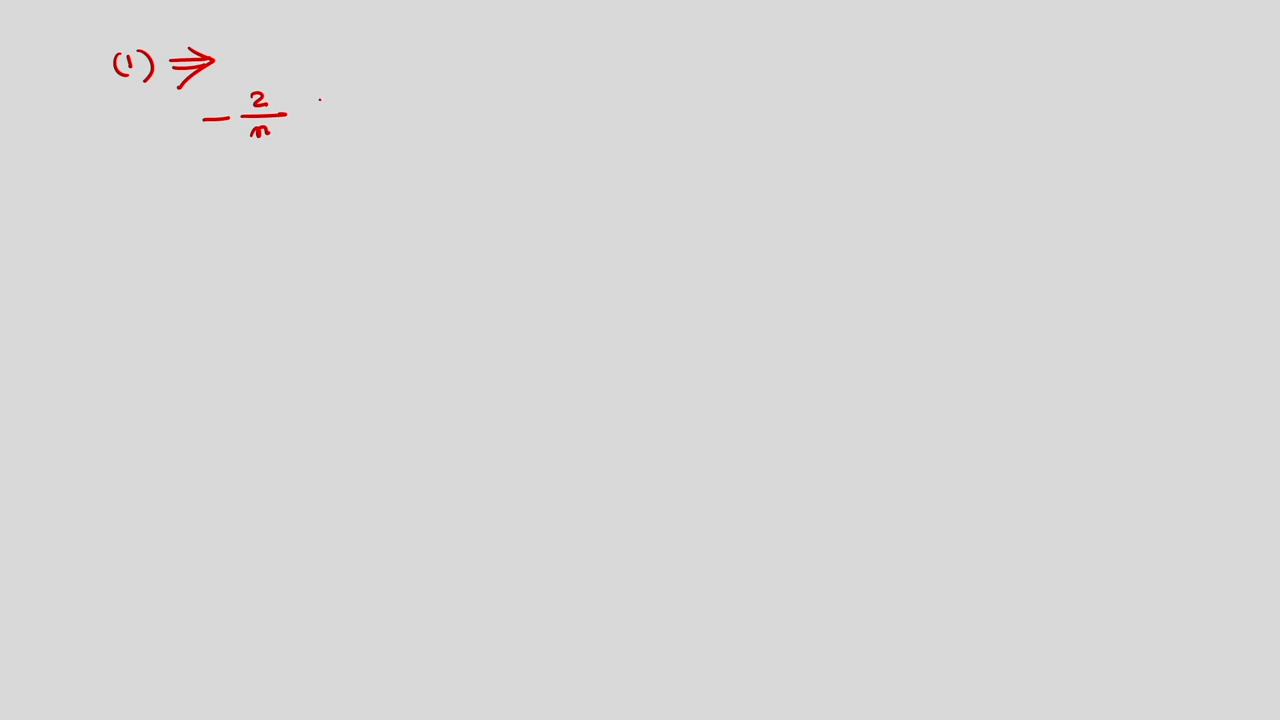 (1) ⇒
- 2/n